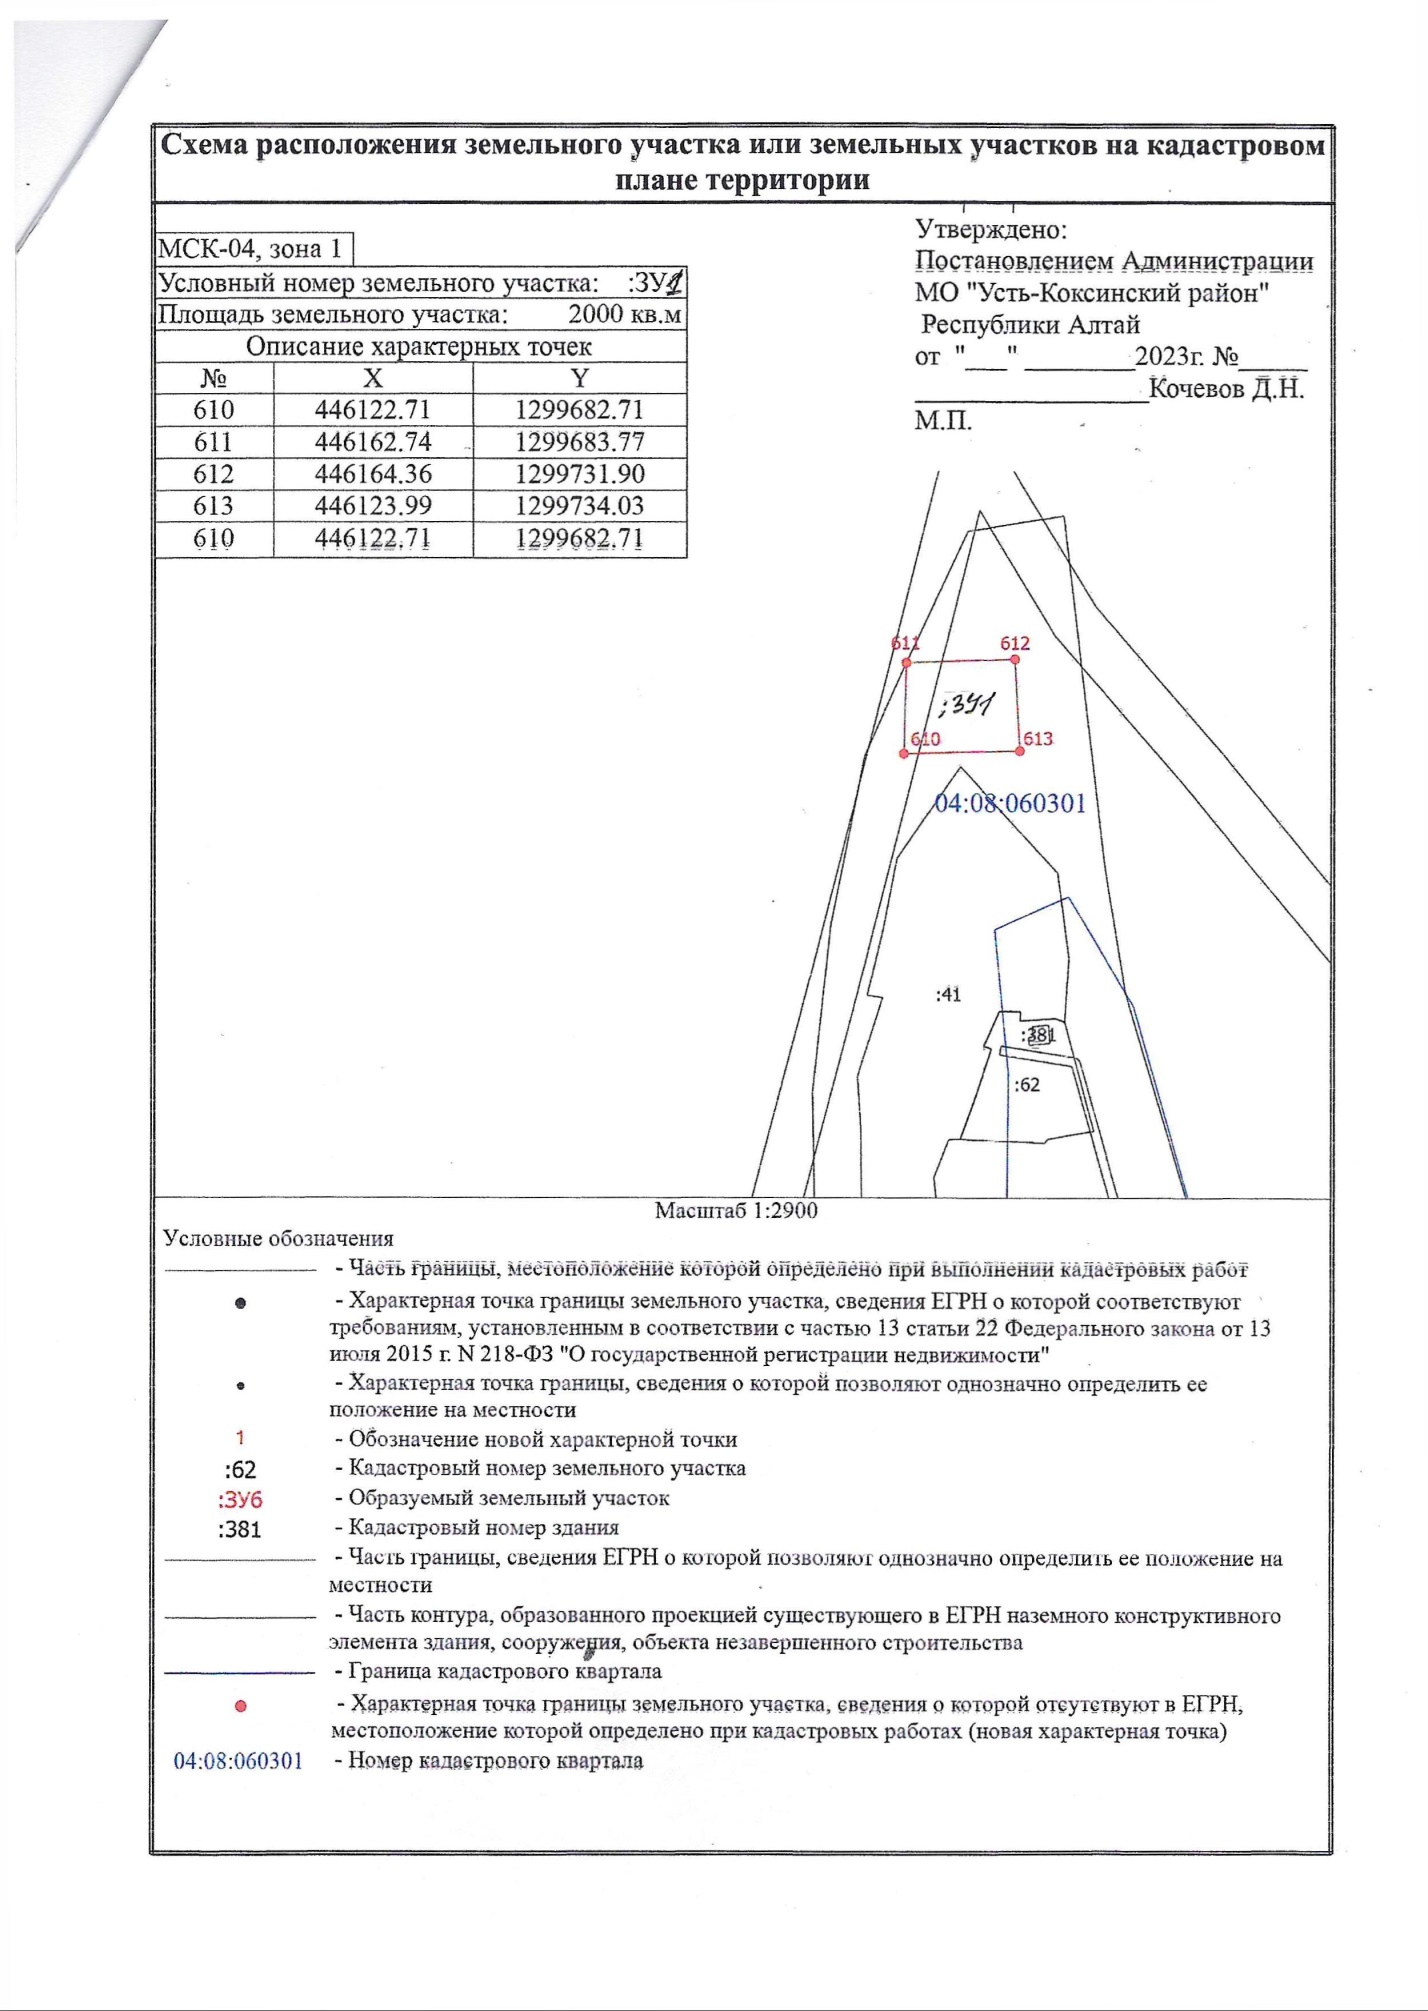 Схема расположения земельного участка или земельных участков на кадастровом
плане территории
МСК-04, зона 1
Условный номер земельного участка: :ЗУ1
Площадь земельного участка: 2000 кв.м
Описание характерных точек
№ X Y
610 446122.71 1299682.71
611 446162.74 1299683.77
612 446164.36 1299731.90
613 446123.99 1299734.03
610 446122.71 1299682.71
Утверждено:
Постановлением Администрации
МО "Усть-Коксинский район"
Республики Алтай
от "___" ________2023г. №_____
_________________Кочевов Д.Н.
М.П.
611
612
:ЗУ1
610
613
04:08:060301
:41
:381
:62
Масштаб 1:2900
Условные обозначения
- Часть границы, местоположение которой определено при выполнении кадастровых работ
- Характерная точка границы земельного участка, сведения ЕГРН о которой соответствуют
требованиям, установленным в соответствии с частью 13 статьи 22 Федерального закона от 13
июля 2015 г. N 218-ФЗ "О государственной регистрации недвижимости"
- Характерная точка границы, сведения о которой позволяют однозначно определить ее
положение на местности
1 - Обозначение новой характерной точки
:62 - Кадастровый номер земельного участка
:ЗУ6 - Образуемый земельный участок
:381 - Кадастровый номер здания
- Часть границы, сведения ЕГРН о которой позволяют однозначно определить ее положение на
местности
- Часть контура, образованного проекцией существующего в ЕГРН наземного конструктивного
элемента здания, сооружения, объекта незавершенного строительства
- Граница кадастрового квартала
- Характерная точка границы земельного участка, сведения о которой отсутствуют в ЕГРН,
местоположение которой определено при кадастровых работах (новая характерная точка)
04:08:060301 - Номер кадастрового квартала